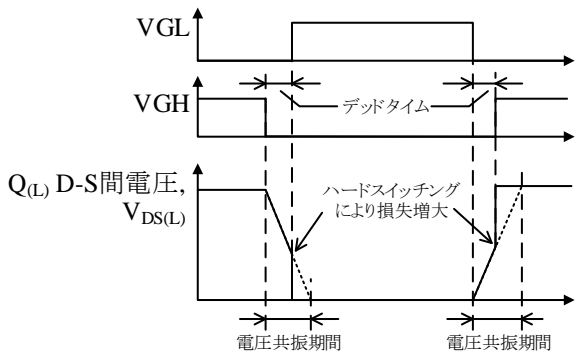 VGL
VGH
デッドタイム
Q(L) D-S間電圧,
VDS(L)
ハードスイッチング
により損失増大
電圧共振期間
電圧共振期間